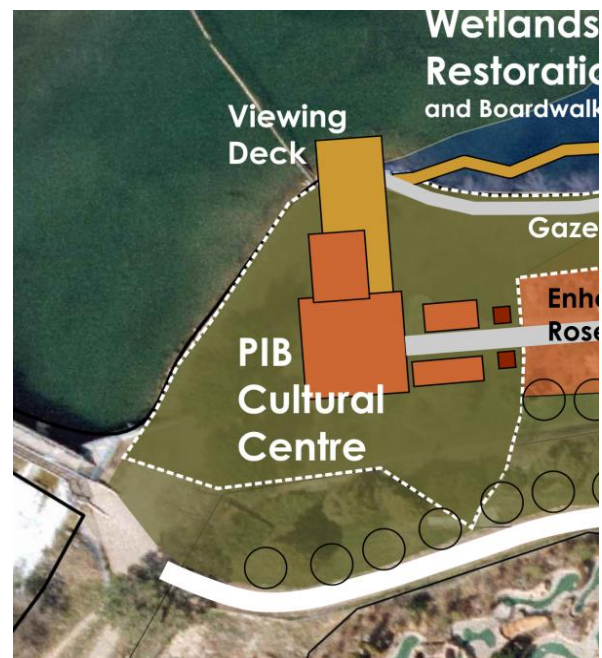 Wetlands
Restoratio
and Boardwalk
Viewing
Deck
Gaze
Enha
Rose
PIB
Cultural
Centre